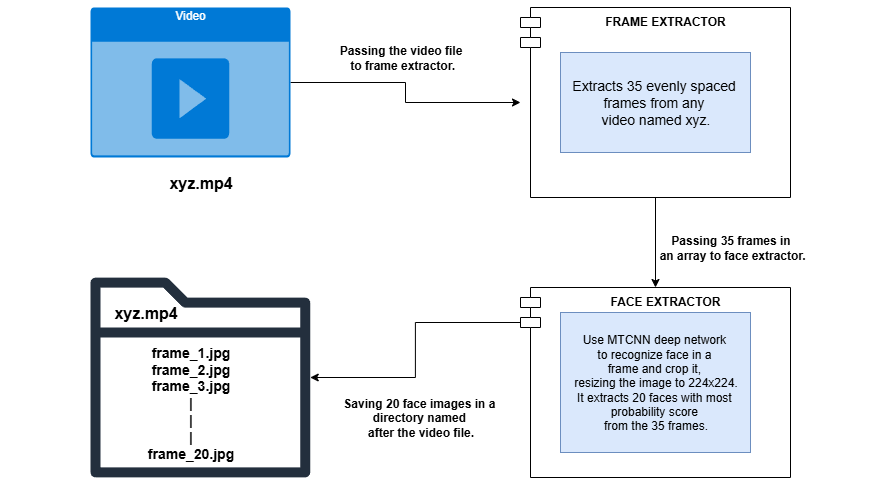 Video
xyz.mp4
Passing the video file
to frame extractor.
FRAME EXTRACTOR
Extracts 35 evenly spaced
frames from any
video named xyz.
Passing 35 frames in
an array to face extractor.
FACE EXTRACTOR
Use MTCNN deep network
to recognize face in a
frame and crop it,
resizing the image to 224x224.
It extracts 20 faces with most
probability score
from the 35 frames.
Saving 20 face images in a
directory named
after the video file.
xyz.mp4
frame_1.jpg
frame_2.jpg
frame_3.jpg
|
|
|
frame_20.jpg